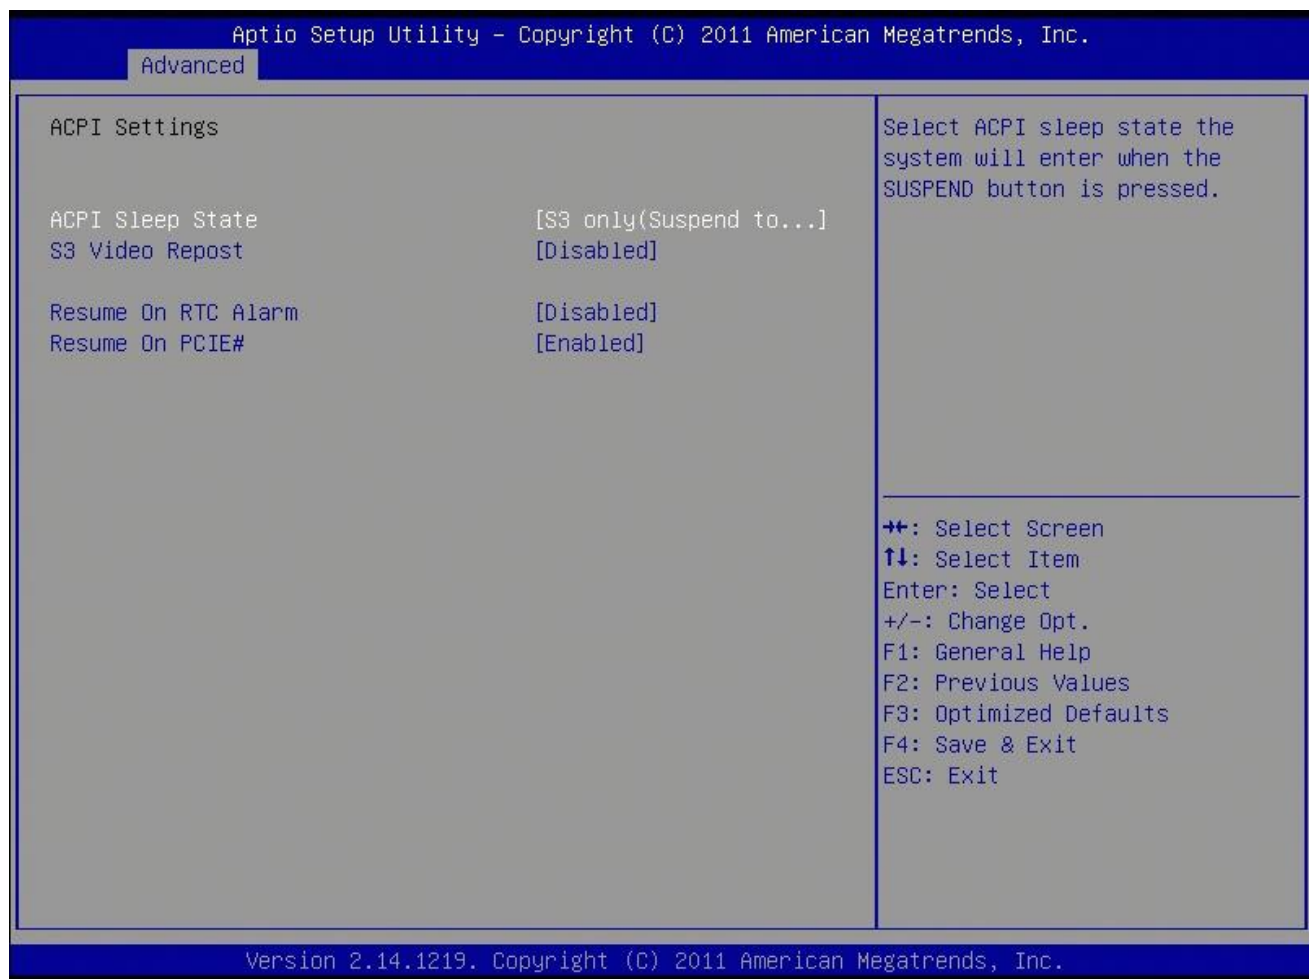 Aptio Setup Utility – Copyright (C) 2011 American Megatrends, Inc.
Advanced
ACPI Settings
ACPI Sleep State [S3 only(Suspend to...]
S3 Video Repost [Disabled]
Resume On RTC Alarm [Disabled]
Resume On PCIE# [Enabled]
Select ACPI sleep state the
system will enter when the
SUSPEND button is pressed.
→←: Select Screen
↑↓: Select Item
Enter: Select
+/-: Change Opt.
F1: General Help
F2: Previous Values
F3: Optimized Defaults
F4: Save & Exit
ESC: Exit
Version 2.14.1219. Copyright (C) 2011 American Megatrends, Inc.